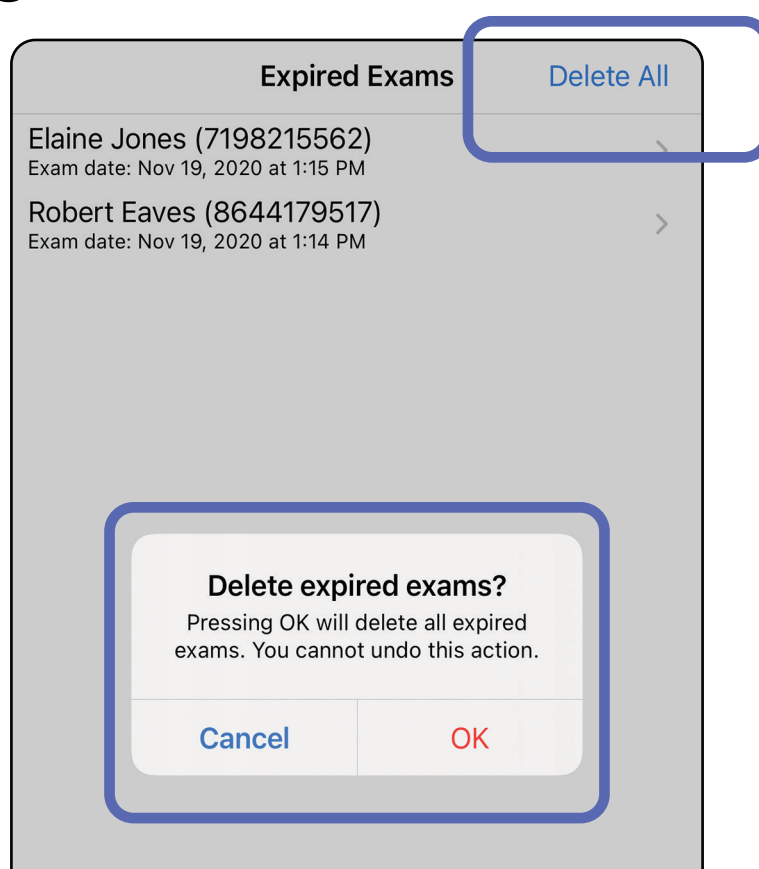 Expired Exams Delete All
Elaine Jones (7198215562)
Exam date: Nov 19, 2020 at 1:15 PM
Robert Eaves (8644179517)
Exam date: Nov 19, 2020 at 1:14 PM
Delete expired exams?
Pressing OK will delete all expired
exams. You cannot undo this action.
Cancel OK